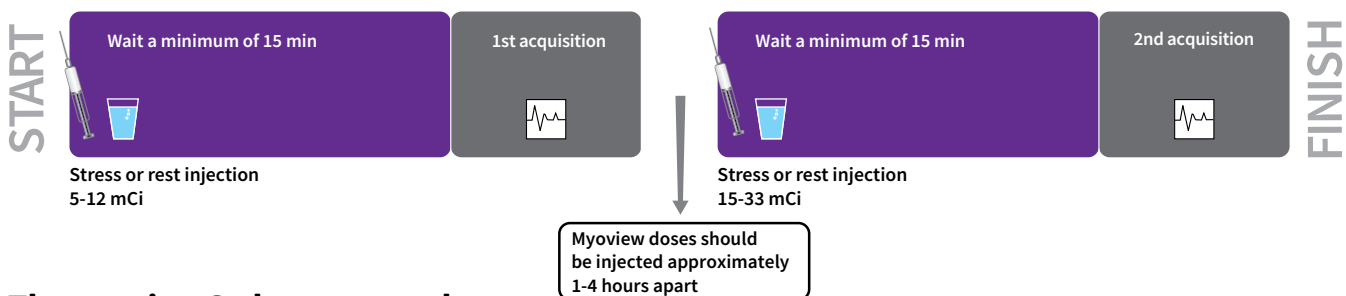 START
Wait a minimum of 15 min
1st acquisition
Stress or rest injection
5-12 mCi
Wait a minimum of 15 min
2nd acquisition
Stress or rest injection
15-33 mCi
FINISH
Myoview doses should
be injected approximately
1-4 hours apart